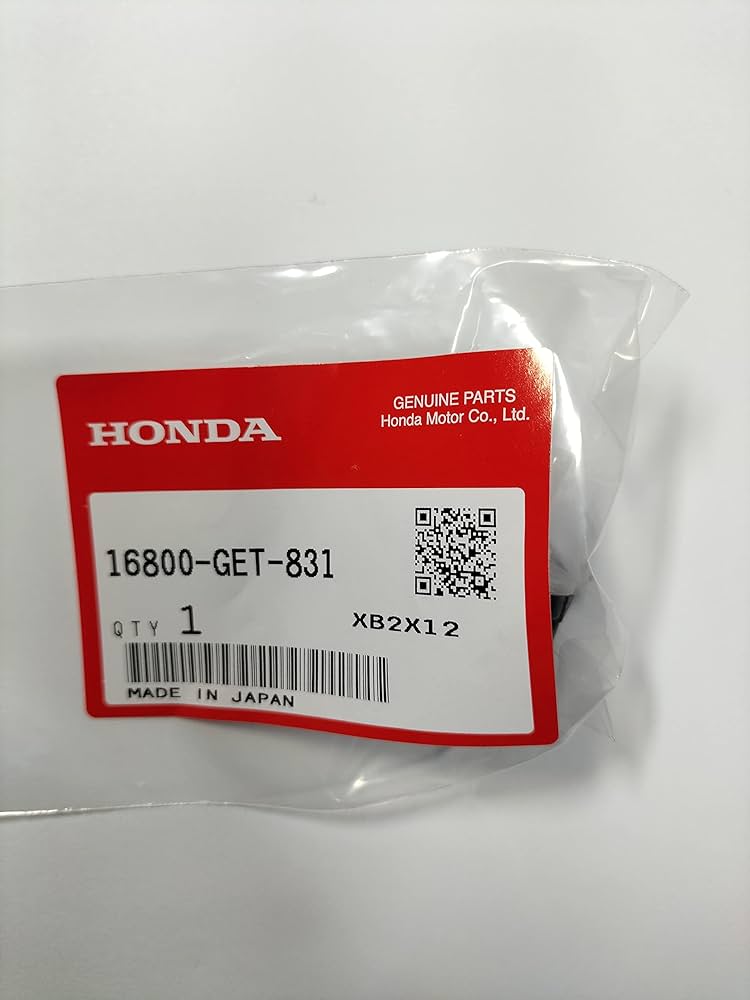 HONDA
GENUINE PARTS
Honda Motor Co., Ltd.
16800-GET-831
QTY 1
XB2X12
MADE IN JAPAN